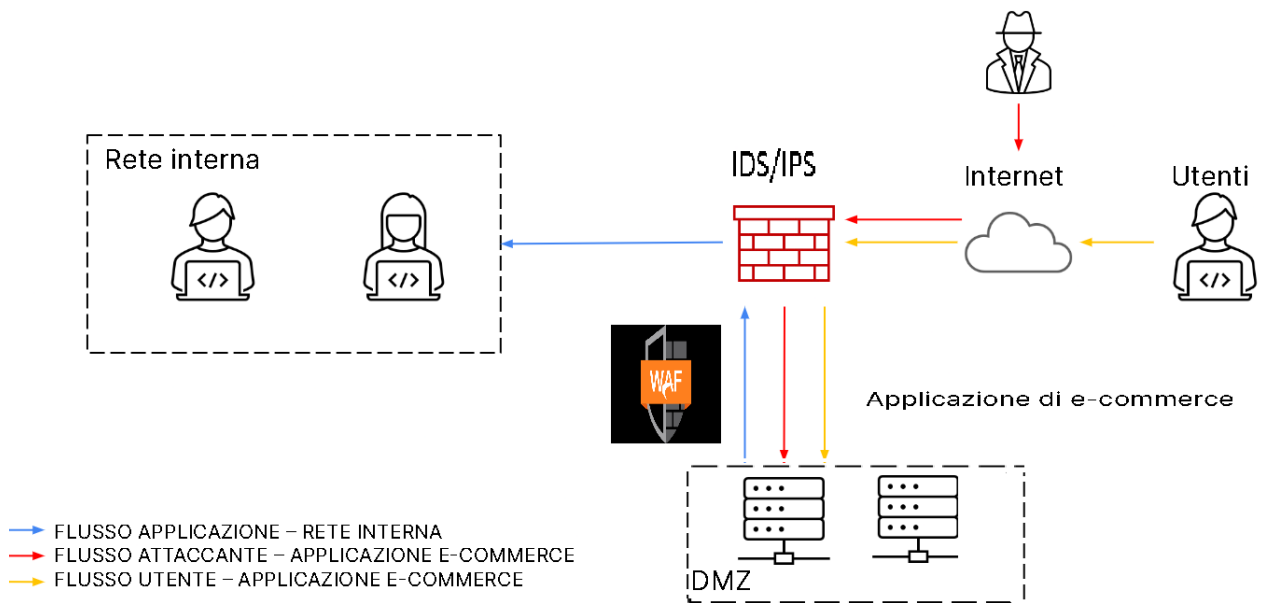 Rete interna
IDS/IPS
Internet
Utenti
</>
</>
</>
WAF
Applicazione di e-commerce
FLUSSO APPLICAZIONE – RETE INTERNA
FLUSSO ATTACCANTE – APPLICAZIONE E-COMMERCE
FLUSSO UTENTE – APPLICAZIONE E-COMMERCE
DMZ